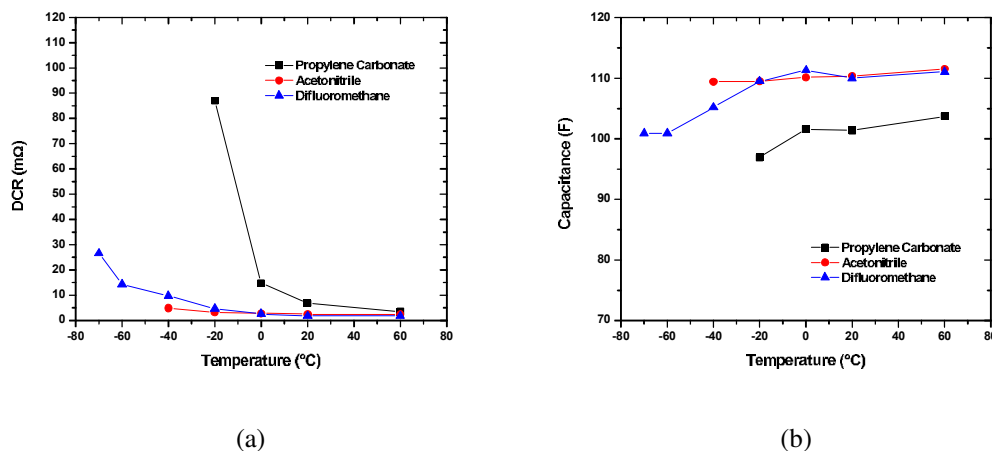 120
110
100
90
80
70
60
50
40
30
20
10
0
DCR (mΩ)
Propylene Carbonate
Acetonitrile
Difluoromethane
-80 -60 -40 -20 0 20 40 60 80
Temperature (°C)
(a)
120
110
100
90
80
70
Capacitance (F)
Propylene Carbonate
Acetonitrile
Difluoromethane
-80 -60 -40 -20 0 20 40 60 80
Temperature (°C)
(b)